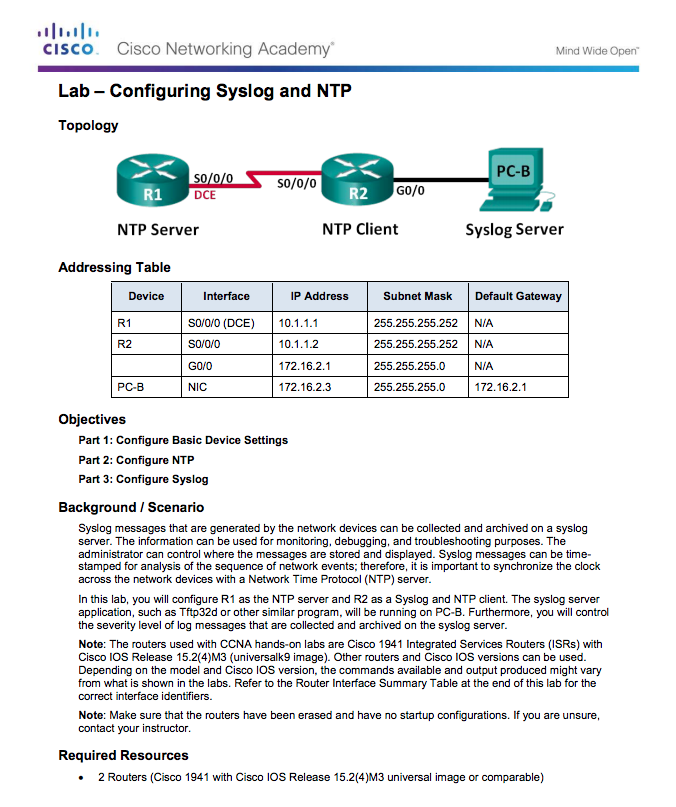 CISCO Cisco Networking Academy® Mind Wide Open™
Lab – Configuring Syslog and NTP
Topology
R1 S0/0/0 DCE S0/0/0 R2 G0/0 PC-B
NTP Server NTP Client Syslog Server
Addressing Table
Device Interface IP Address Subnet Mask Default Gateway
R1 S0/0/0 (DCE) 10.1.1.1 255.255.255.252 N/A
R2 S0/0/0 10.1.1.2 255.255.255.252 N/A
G0/0 172.16.2.1 255.255.255.0 N/A
PC-B NIC 172.16.2.3 255.255.255.0 172.16.2.1
Objectives
Part 1: Configure Basic Device Settings
Part 2: Configure NTP
Part 3: Configure Syslog
Background / Scenario
Syslog messages that are generated by the network devices can be collected and archived on a syslog
server. The information can be used for monitoring, debugging, and troubleshooting purposes. The
administrator can control where the messages are stored and displayed. Syslog messages can be time-
stamped for analysis of the sequence of network events; therefore, it is important to synchronize the clock
across the network devices with a Network Time Protocol (NTP) server.
In this lab, you will configure R1 as the NTP server and R2 as a Syslog and NTP client. The syslog server
application, such as Tftp32d or other similar program, will be running on PC-B. Furthermore, you will control
the severity level of log messages that are collected and archived on the syslog server.
Note: The routers used with CCNA hands-on labs are Cisco 1941 Integrated Services Routers (ISRs) with
Cisco IOS Release 15.2(4)M3 (universalk9 image). Other routers and Cisco IOS versions can be used.
Depending on the model and Cisco IOS version, the commands available and output produced might vary
from what is shown in the labs. Refer to the Router Interface Summary Table at the end of this lab for the
correct interface identifiers.
Note: Make sure that the routers have been erased and have no startup configurations. If you are unsure,
contact your instructor.
Required Resources
• 2 Routers (Cisco 1941 with Cisco IOS Release 15.2(4)M3 universal image or comparable)